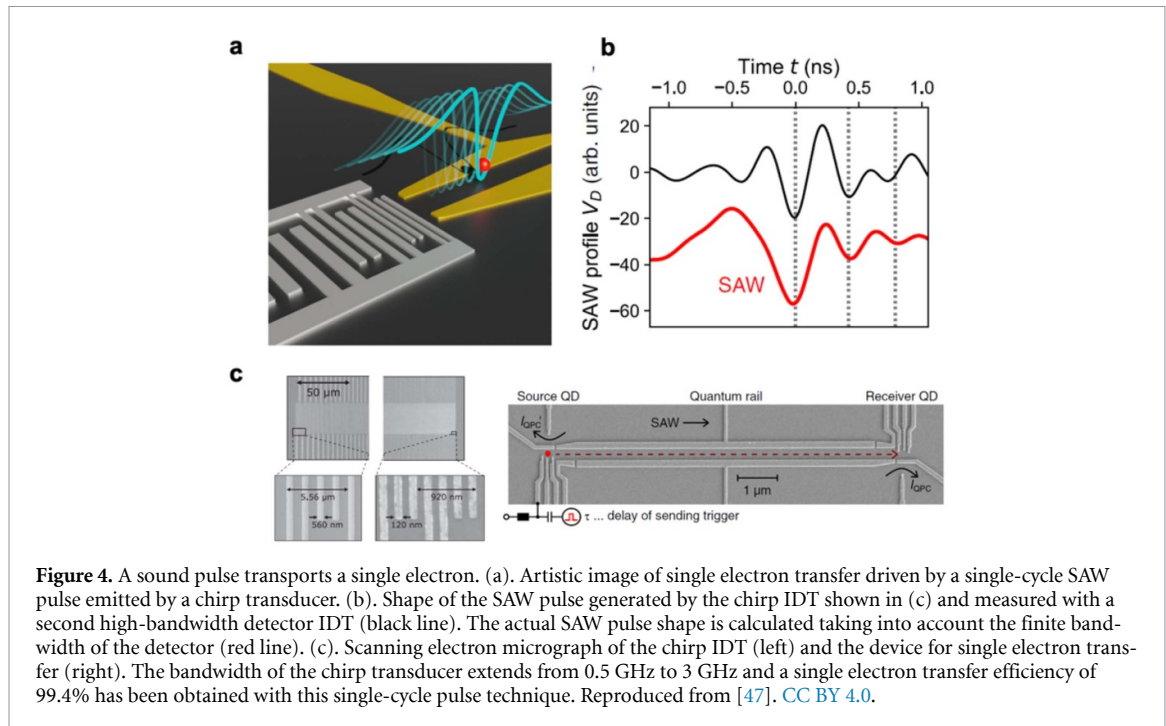 a
b
Time t (ns)
−1.0 −0.5 0.0 0.5 1.0
SAW profile V_D (arb. units)
20
0
−20
−40
−60
SAW
c
50 μm
5.56 μm
560 nm
920 nm
120 nm
Source QD Quantum rail Receiver QD
I_QPC'
SAW
I_QPC
1 μm
τ ... delay of sending trigger
Figure 4. A sound pulse transports a single electron. (a). Artistic image of single electron transfer driven by a single-cycle SAW
pulse emitted by a chirp transducer. (b). Shape of the SAW pulse generated by the chirp IDT shown in (c) and measured with a
second high-bandwidth detector IDT (black line). The actual SAW pulse shape is calculated taking into account the finite band-
width of the detector (red line). (c). Scanning electron micrograph of the chirp IDT (left) and the device for single electron trans-
fer (right). The bandwidth of the chirp transducer extends from 0.5 GHz to 3 GHz and a single electron transfer efficiency of
99.4% has been obtained with this single-cycle pulse technique. Reproduced from [47]. CC BY 4.0.